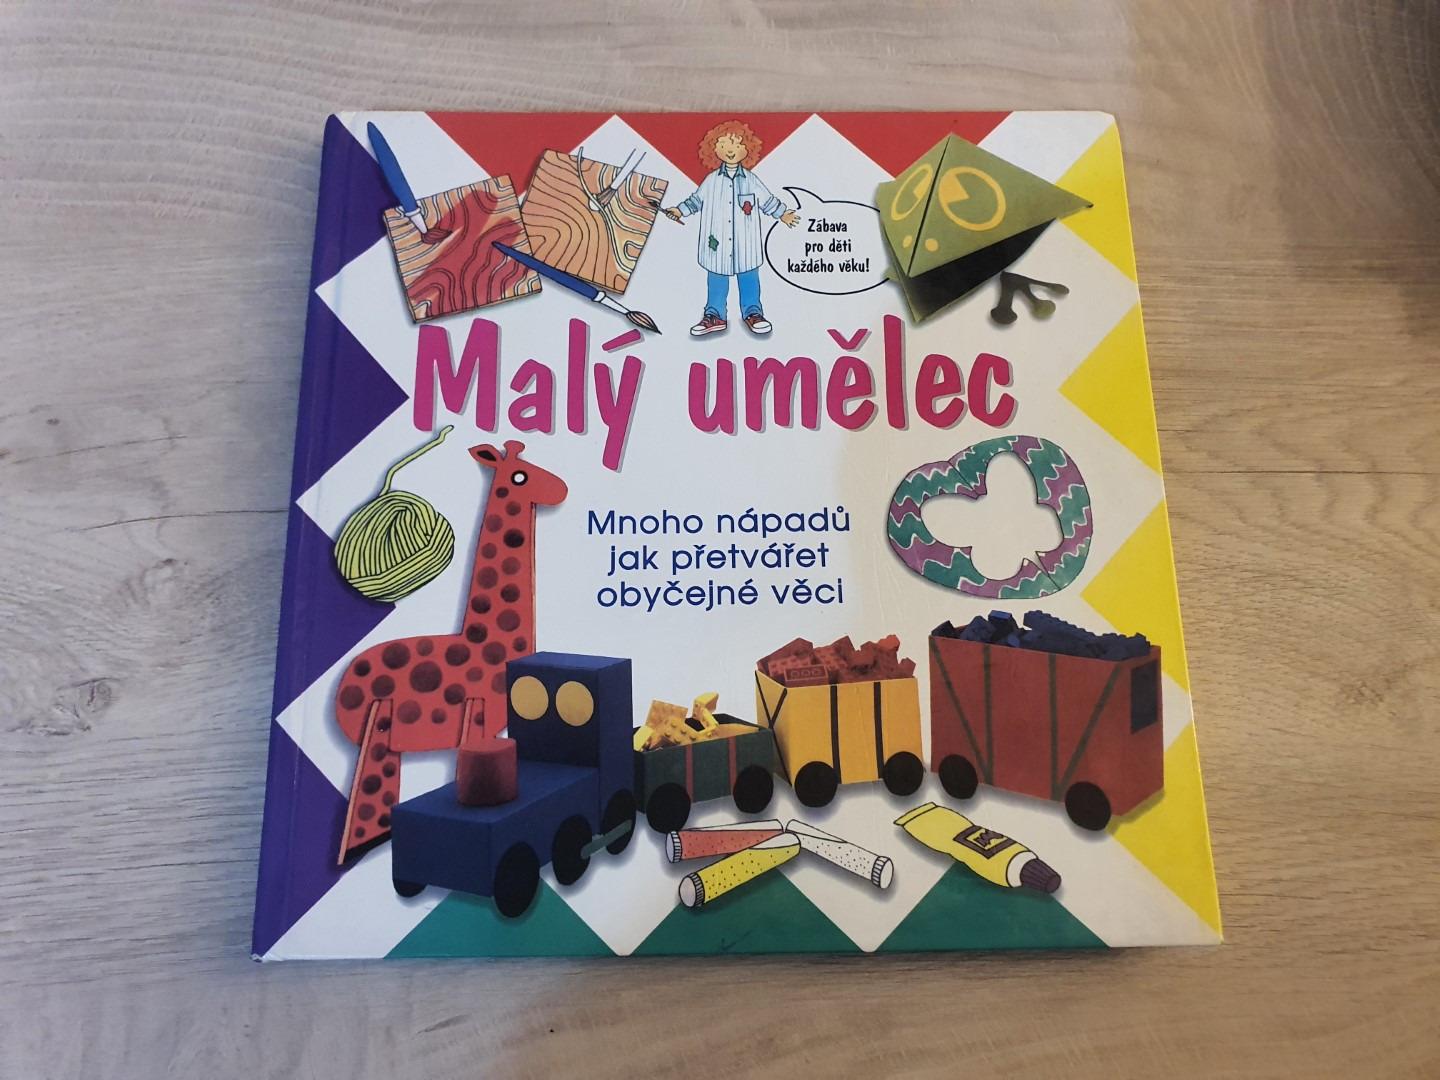 Zábava
pro děti
každého věku!
Malý umělec
Mnoho nápadů
jak přetvářet
obyčejné věci